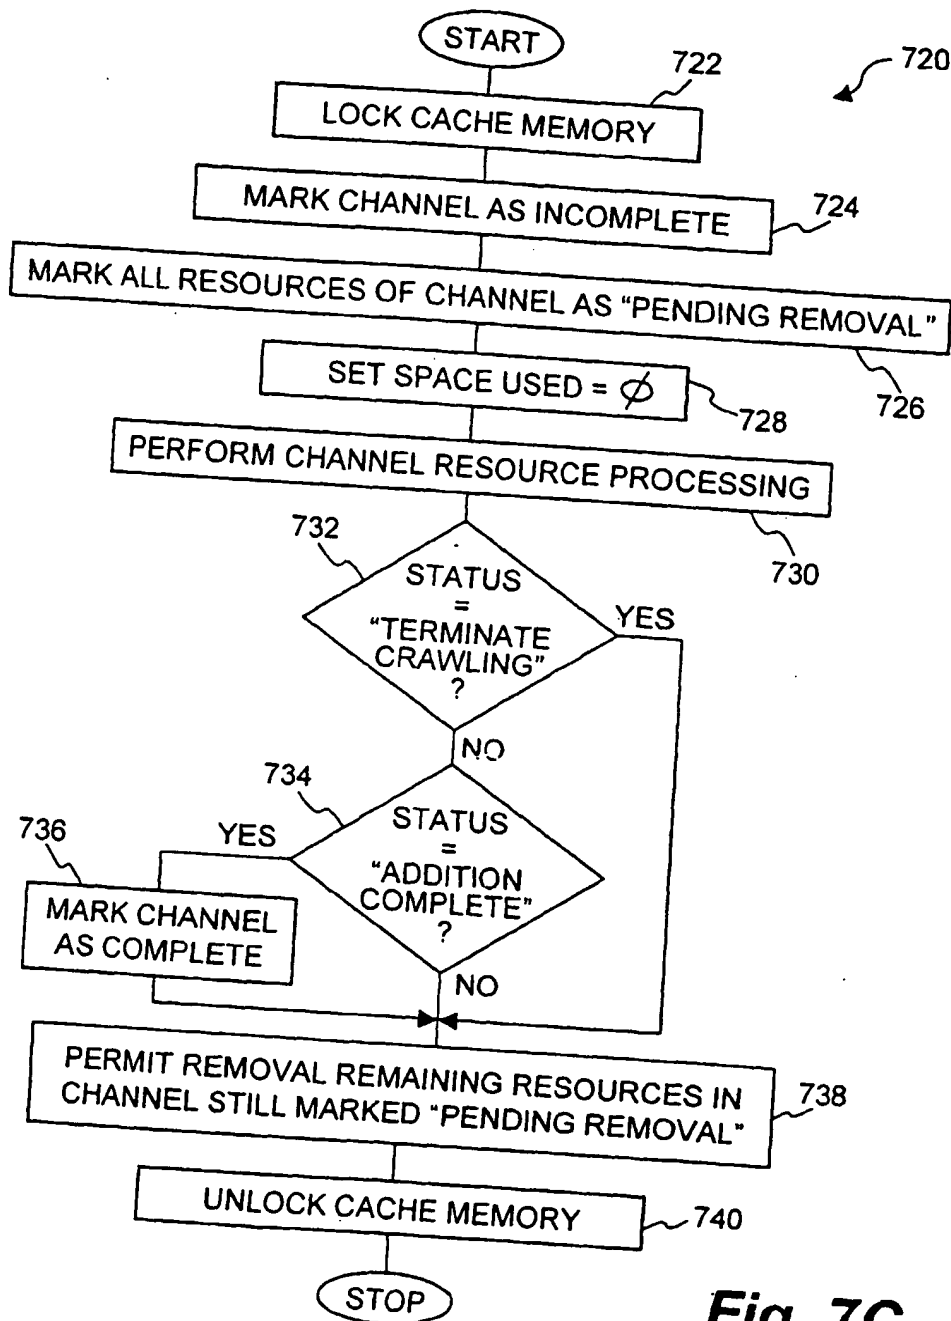 START
720
722
LOCK CACHE MEMORY
MARK CHANNEL AS INCOMPLETE
724
MARK ALL RESOURCES OF CHANNEL AS “PENDING REMOVAL”
726
SET SPACE USED = ∅
728
PERFORM CHANNEL RESOURCE PROCESSING
730
732
STATUS
=
“TERMINATE
CRAWLING”
?
YES
NO
734
STATUS
=
“ADDITION
COMPLETE”
?
YES
736
MARK CHANNEL
AS COMPLETE
NO
PERMIT REMOVAL REMAINING RESOURCES IN
CHANNEL STILL MARKED “PENDING REMOVAL”
738
UNLOCK CACHE MEMORY
740
STOP
Fig. 7C